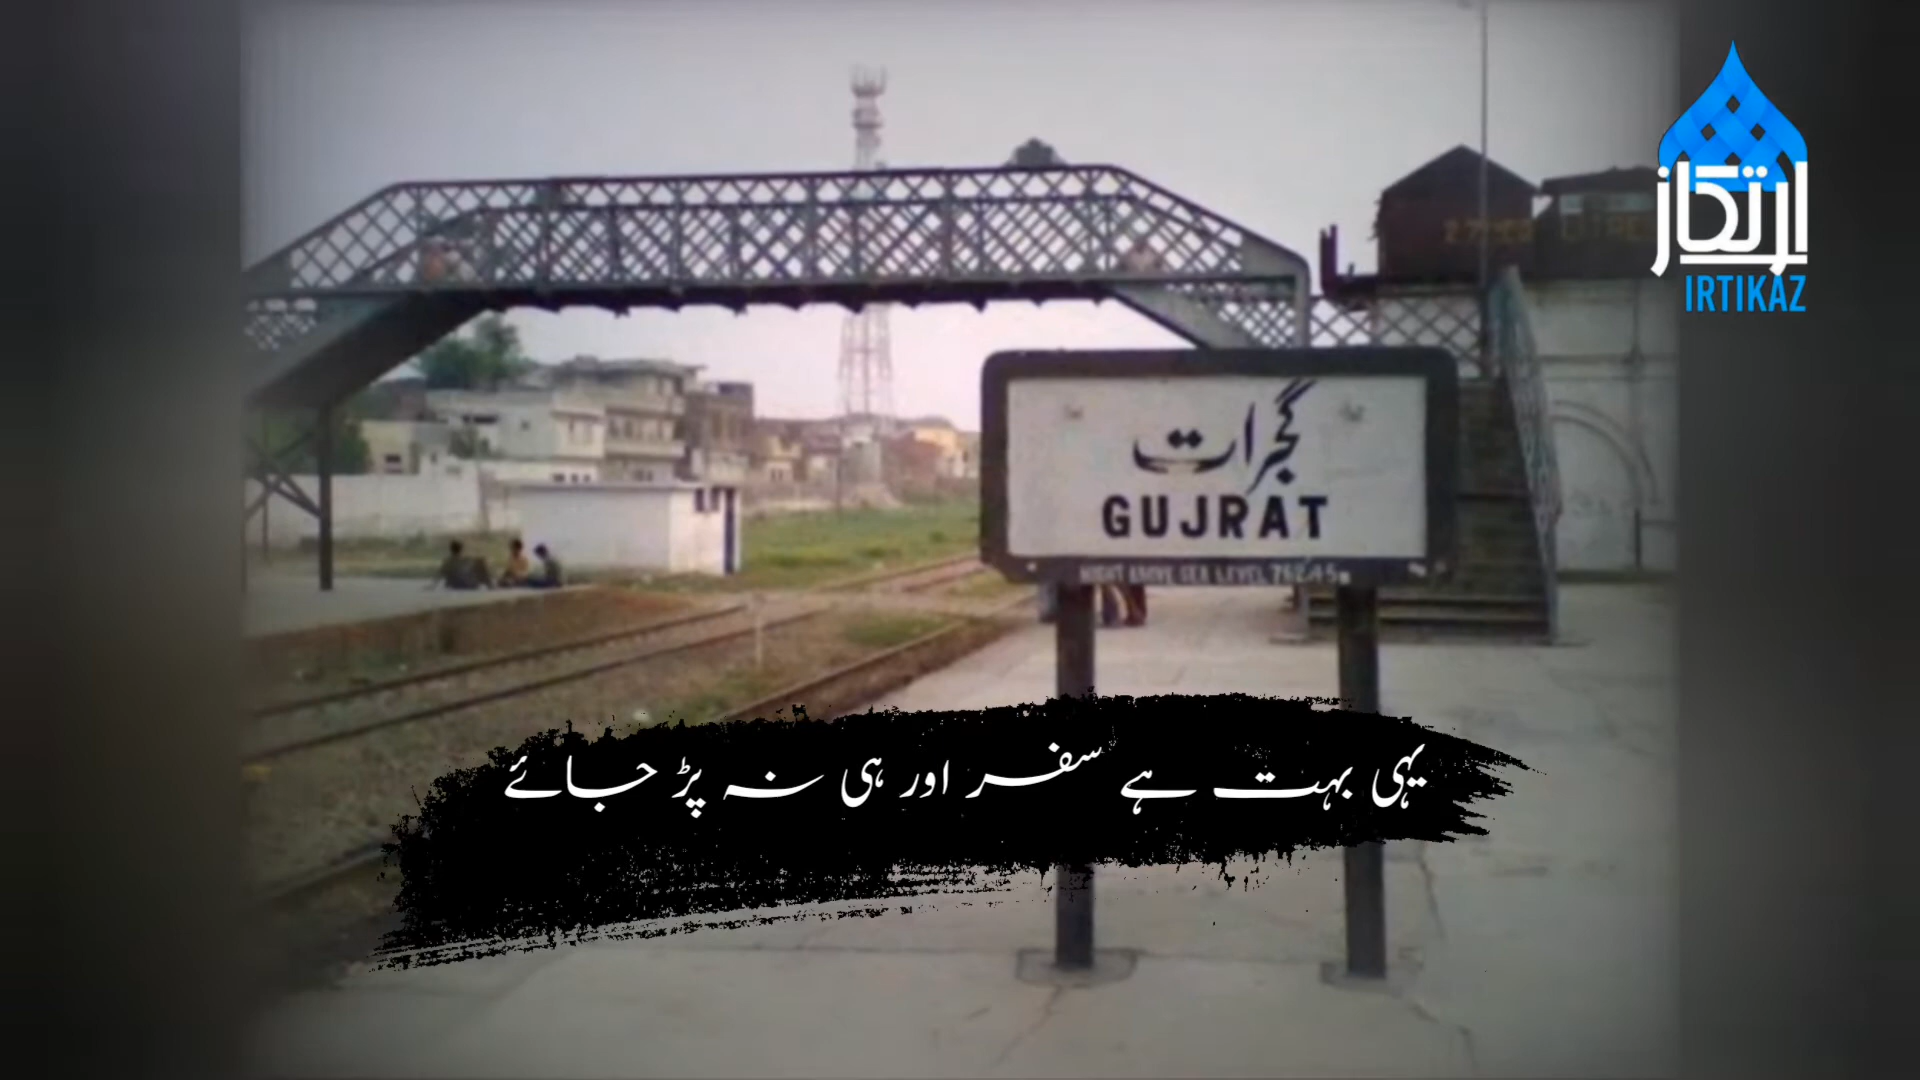 ارتکاز
IRTIKAZ
گجرات
GUJRAT
یہی بہت ہے سفر اور ہی نہ پڑ جائے